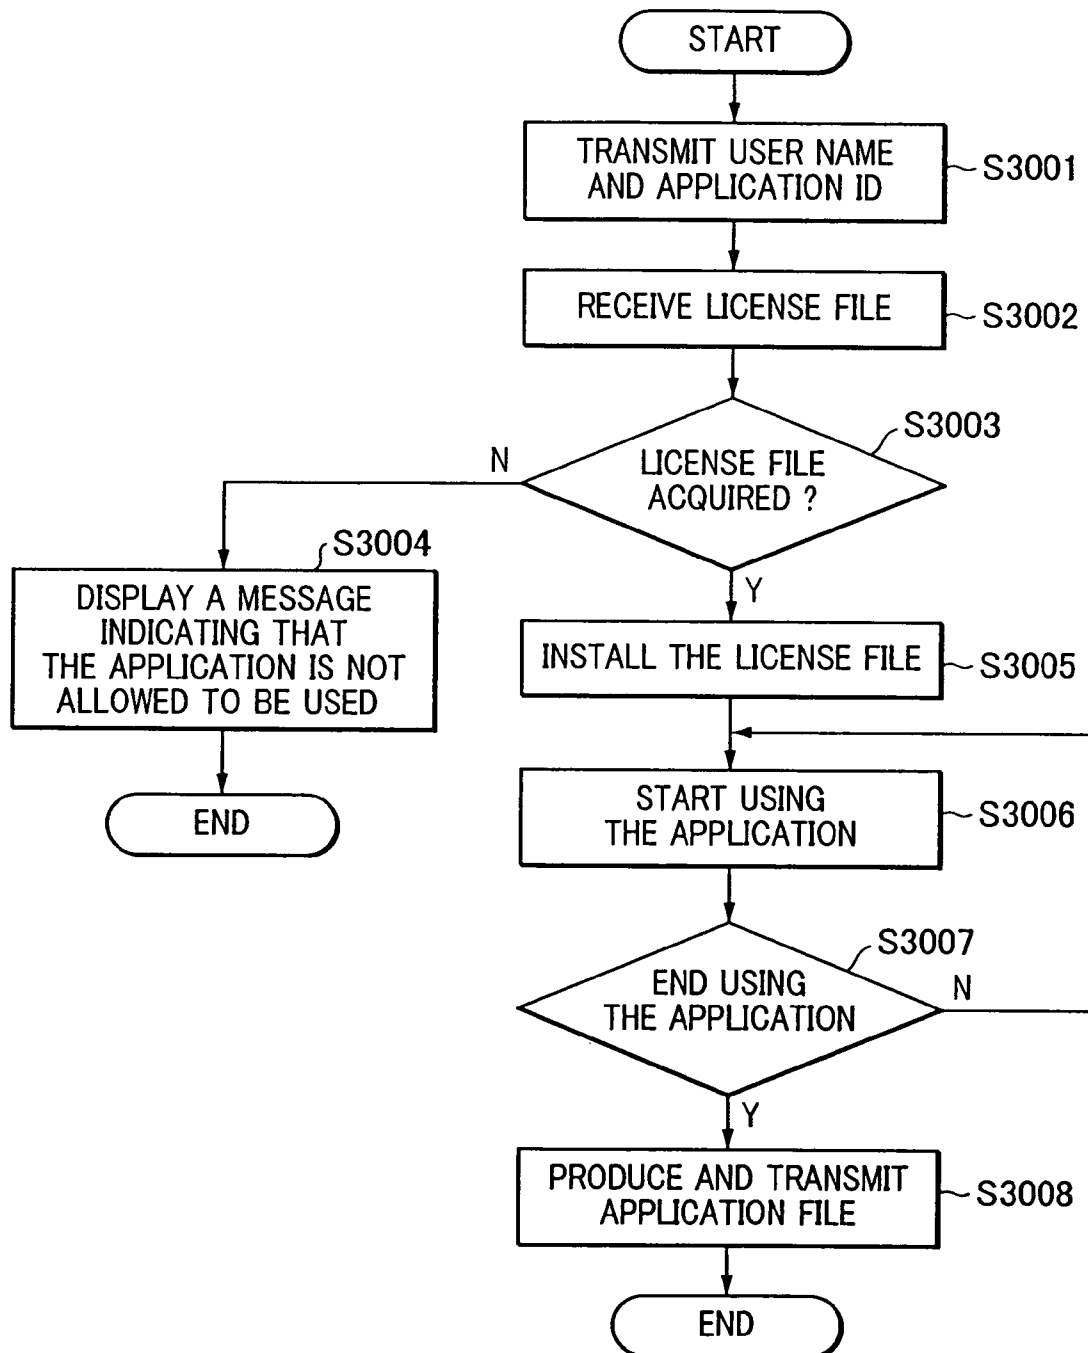 START
TRANSMIT USER NAME
AND APPLICATION ID
S3001
RECEIVE LICENSE FILE
S3002
S3003
LICENSE FILE
ACQUIRED ?
N
Y
S3004
DISPLAY A MESSAGE
INDICATING THAT
THE APPLICATION IS NOT
ALLOWED TO BE USED
END
INSTALL THE LICENSE FILE
S3005
START USING
THE APPLICATION
S3006
S3007
END USING
THE APPLICATION
N
Y
PRODUCE AND TRANSMIT
APPLICATION FILE
S3008
END